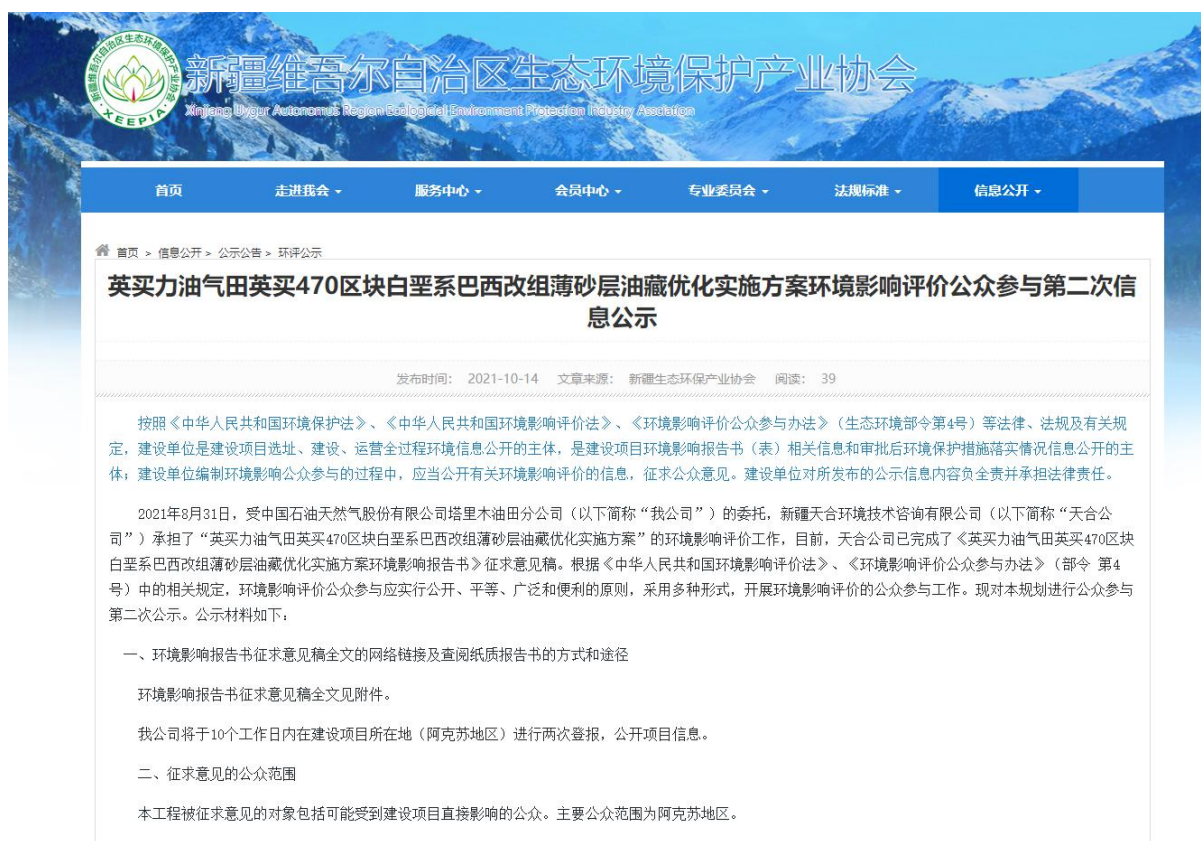 新疆维吾尔自治区生态环境保护产业协会
Xinjiang Uygur Autonomous Region Ecological Environment Protection Industry Association
新疆维吾尔自治区生态环境保护产业协会
XEEPIA
首页 走进我会 服务中心 会员中心 专业委员会 法规标准 信息公开
首页 > 信息公开 > 公示公告 > 环评公示
英买力油气田英买470区块白垩系巴西改组薄砂层油藏优化实施方案环境影响评价公众参与第二次信
息公示
发布时间: 2021-10-14 文章来源: 新疆生态环保产业协会 阅读: 39
按照《中华人民共和国环境保护法》、《中华人民共和国环境影响评价法》、《环境影响评价公众参与办法》(生态环境部令第4号)等法律、法规及有关规
定,建设单位是建设项目选址、建设、运营全过程环境信息公开的主体,是建设项目环境影响报告书(表)相关信息和审批后环境保护措施落实情况信息公开的主
体;建设单位编制环境影响公众参与的过程中,应当公开有关环境影响评价的信息,征求公众意见。建设单位对所发布的公示信息内容负全责并承担法律责任。
2021年8月31日,受中国石油天然气股份有限公司塔里木油田分公司(以下简称“我公司”)的委托,新疆天合环境技术咨询有限公司(以下简称“天合公
司”)承担了“英买力油气田英买470区块白垩系巴西改组薄砂层油藏优化实施方案”的环境影响评价工作,目前,天合公司已完成了《英买力油气田英买470区块
白垩系巴西改组薄砂层油藏优化实施方案环境影响报告书》征求意见稿。根据《中华人民共和国环境影响评价法》、《环境影响评价公众参与办法》(部令 第4
号)中的相关规定,环境影响评价公众参与应实行公开、平等、广泛和便利的原则,采用多种形式,开展环境影响评价的公众参与工作。现对本规划进行公众参与
第二次公示。公示材料如下:
一、环境影响报告书征求意见稿全文的网络链接及查阅纸质报告书的方式和途径
环境影响报告书征求意见稿全文见附件。
我公司将于10个工作日内在建设项目所在地(阿克苏地区)进行两次登报,公开项目信息。
二、征求意见的公众范围
本工程被征求意见的对象包括可能受到建设项目直接影响的公众。主要公众范围为阿克苏地区。